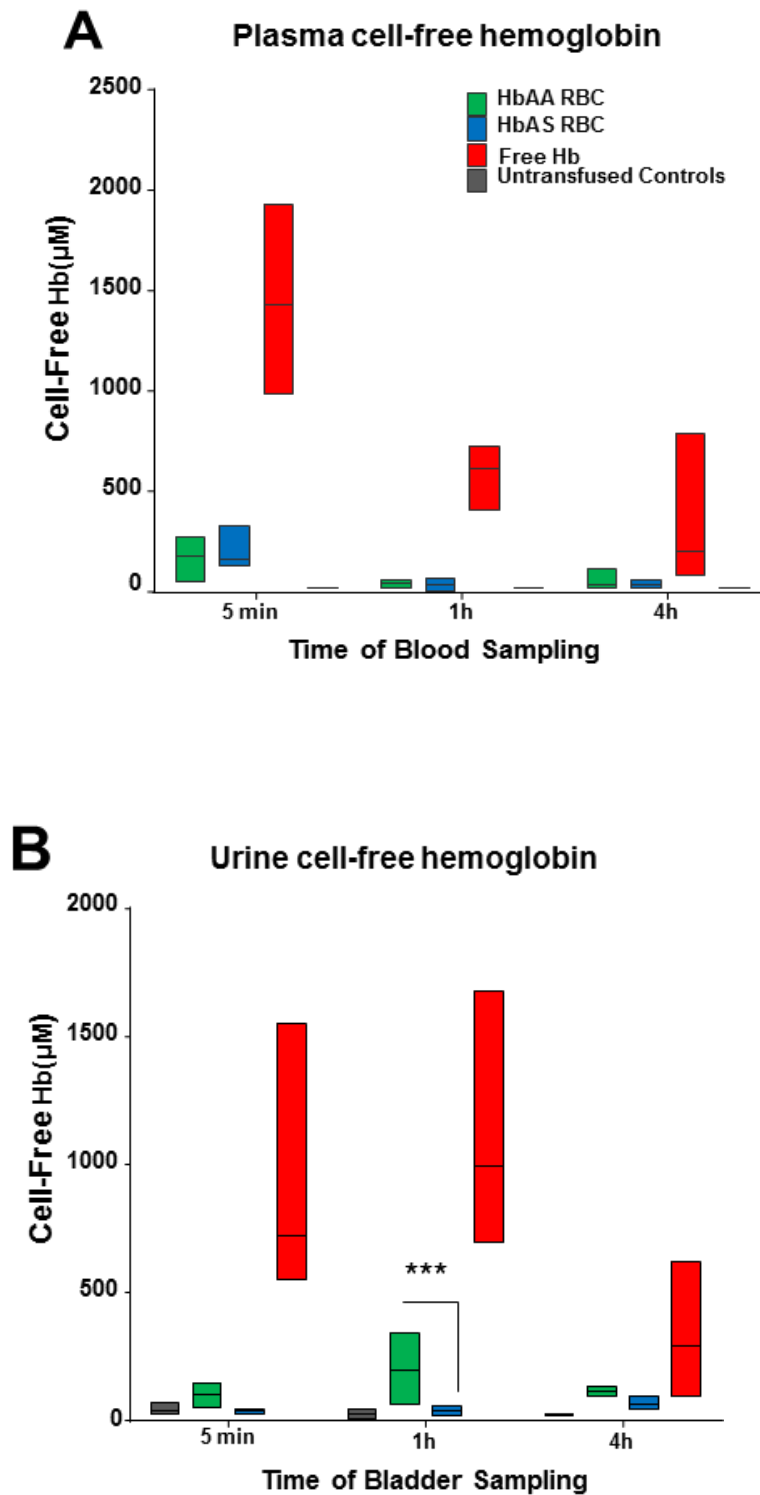 A
Plasma cell-free hemoglobin
2500
2000
1500
1000
500
0
Cell-Free Hb(µM)
HbAA RBC
HbAS RBC
Free Hb
Untransfused Controls
5 min 1h 4h
Time of Blood Sampling
B
Urine cell-free hemoglobin
2000
1500
1000
500
0
Cell-Free Hb(µM)
***
5 min 1h 4h
Time of Bladder Sampling